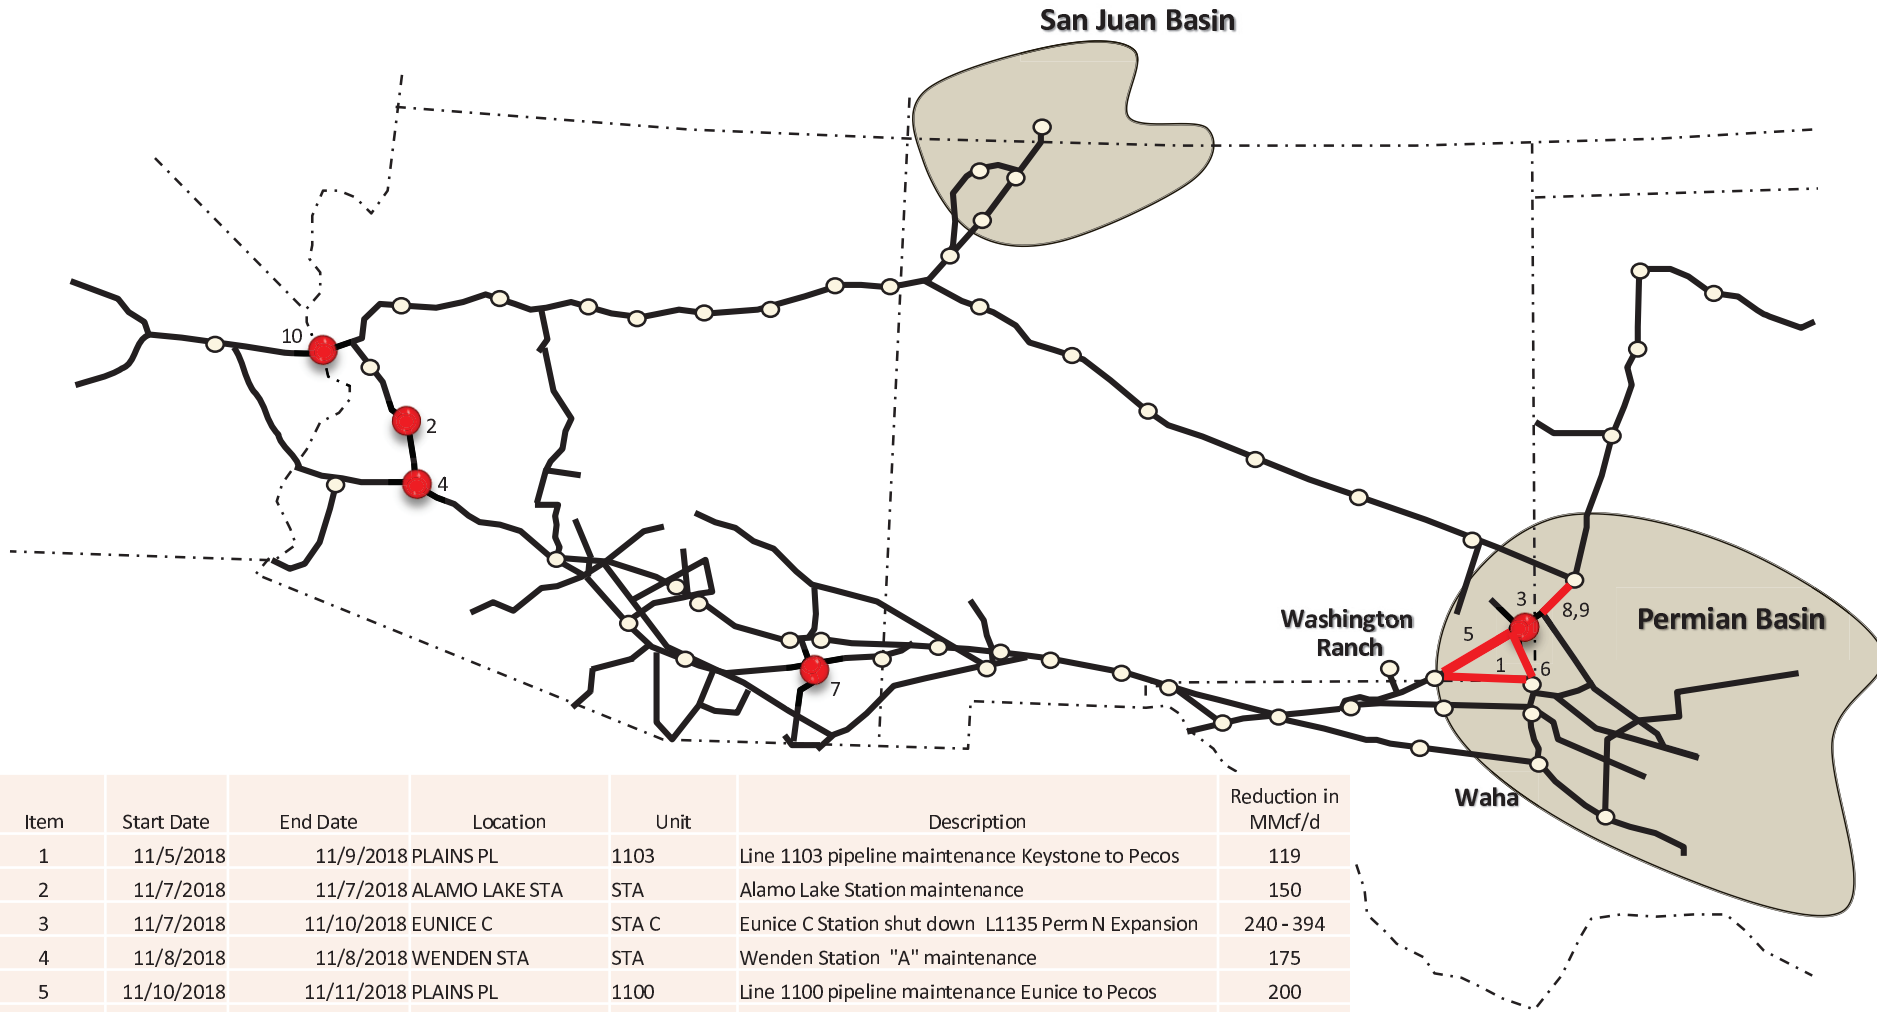 San Juan Basin
10
2
4
3
8,9
Permian Basin
Washington
Ranch
5
1
6
7
Waha
Item Start Date End Date Location Unit Description Reduction in MMcf/d
1 11/5/2018 11/9/2018 PLAINS PL 1103 Line 1103 pipeline maintenance Keystone to Pecos 119
2 11/7/2018 11/7/2018 ALAMO LAKE STA STA Alamo Lake Station maintenance 150
3 11/7/2018 11/10/2018 EUNICE C STA C Eunice C Station shut down L1135 Perm N Expansion 240 - 394
4 11/8/2018 11/8/2018 WENDEN STA STA Wenden Station "A" maintenance 175
5 11/10/2018 11/11/2018 PLAINS PL 1100 Line 1100 pipeline maintenance Eunice to Pecos 200